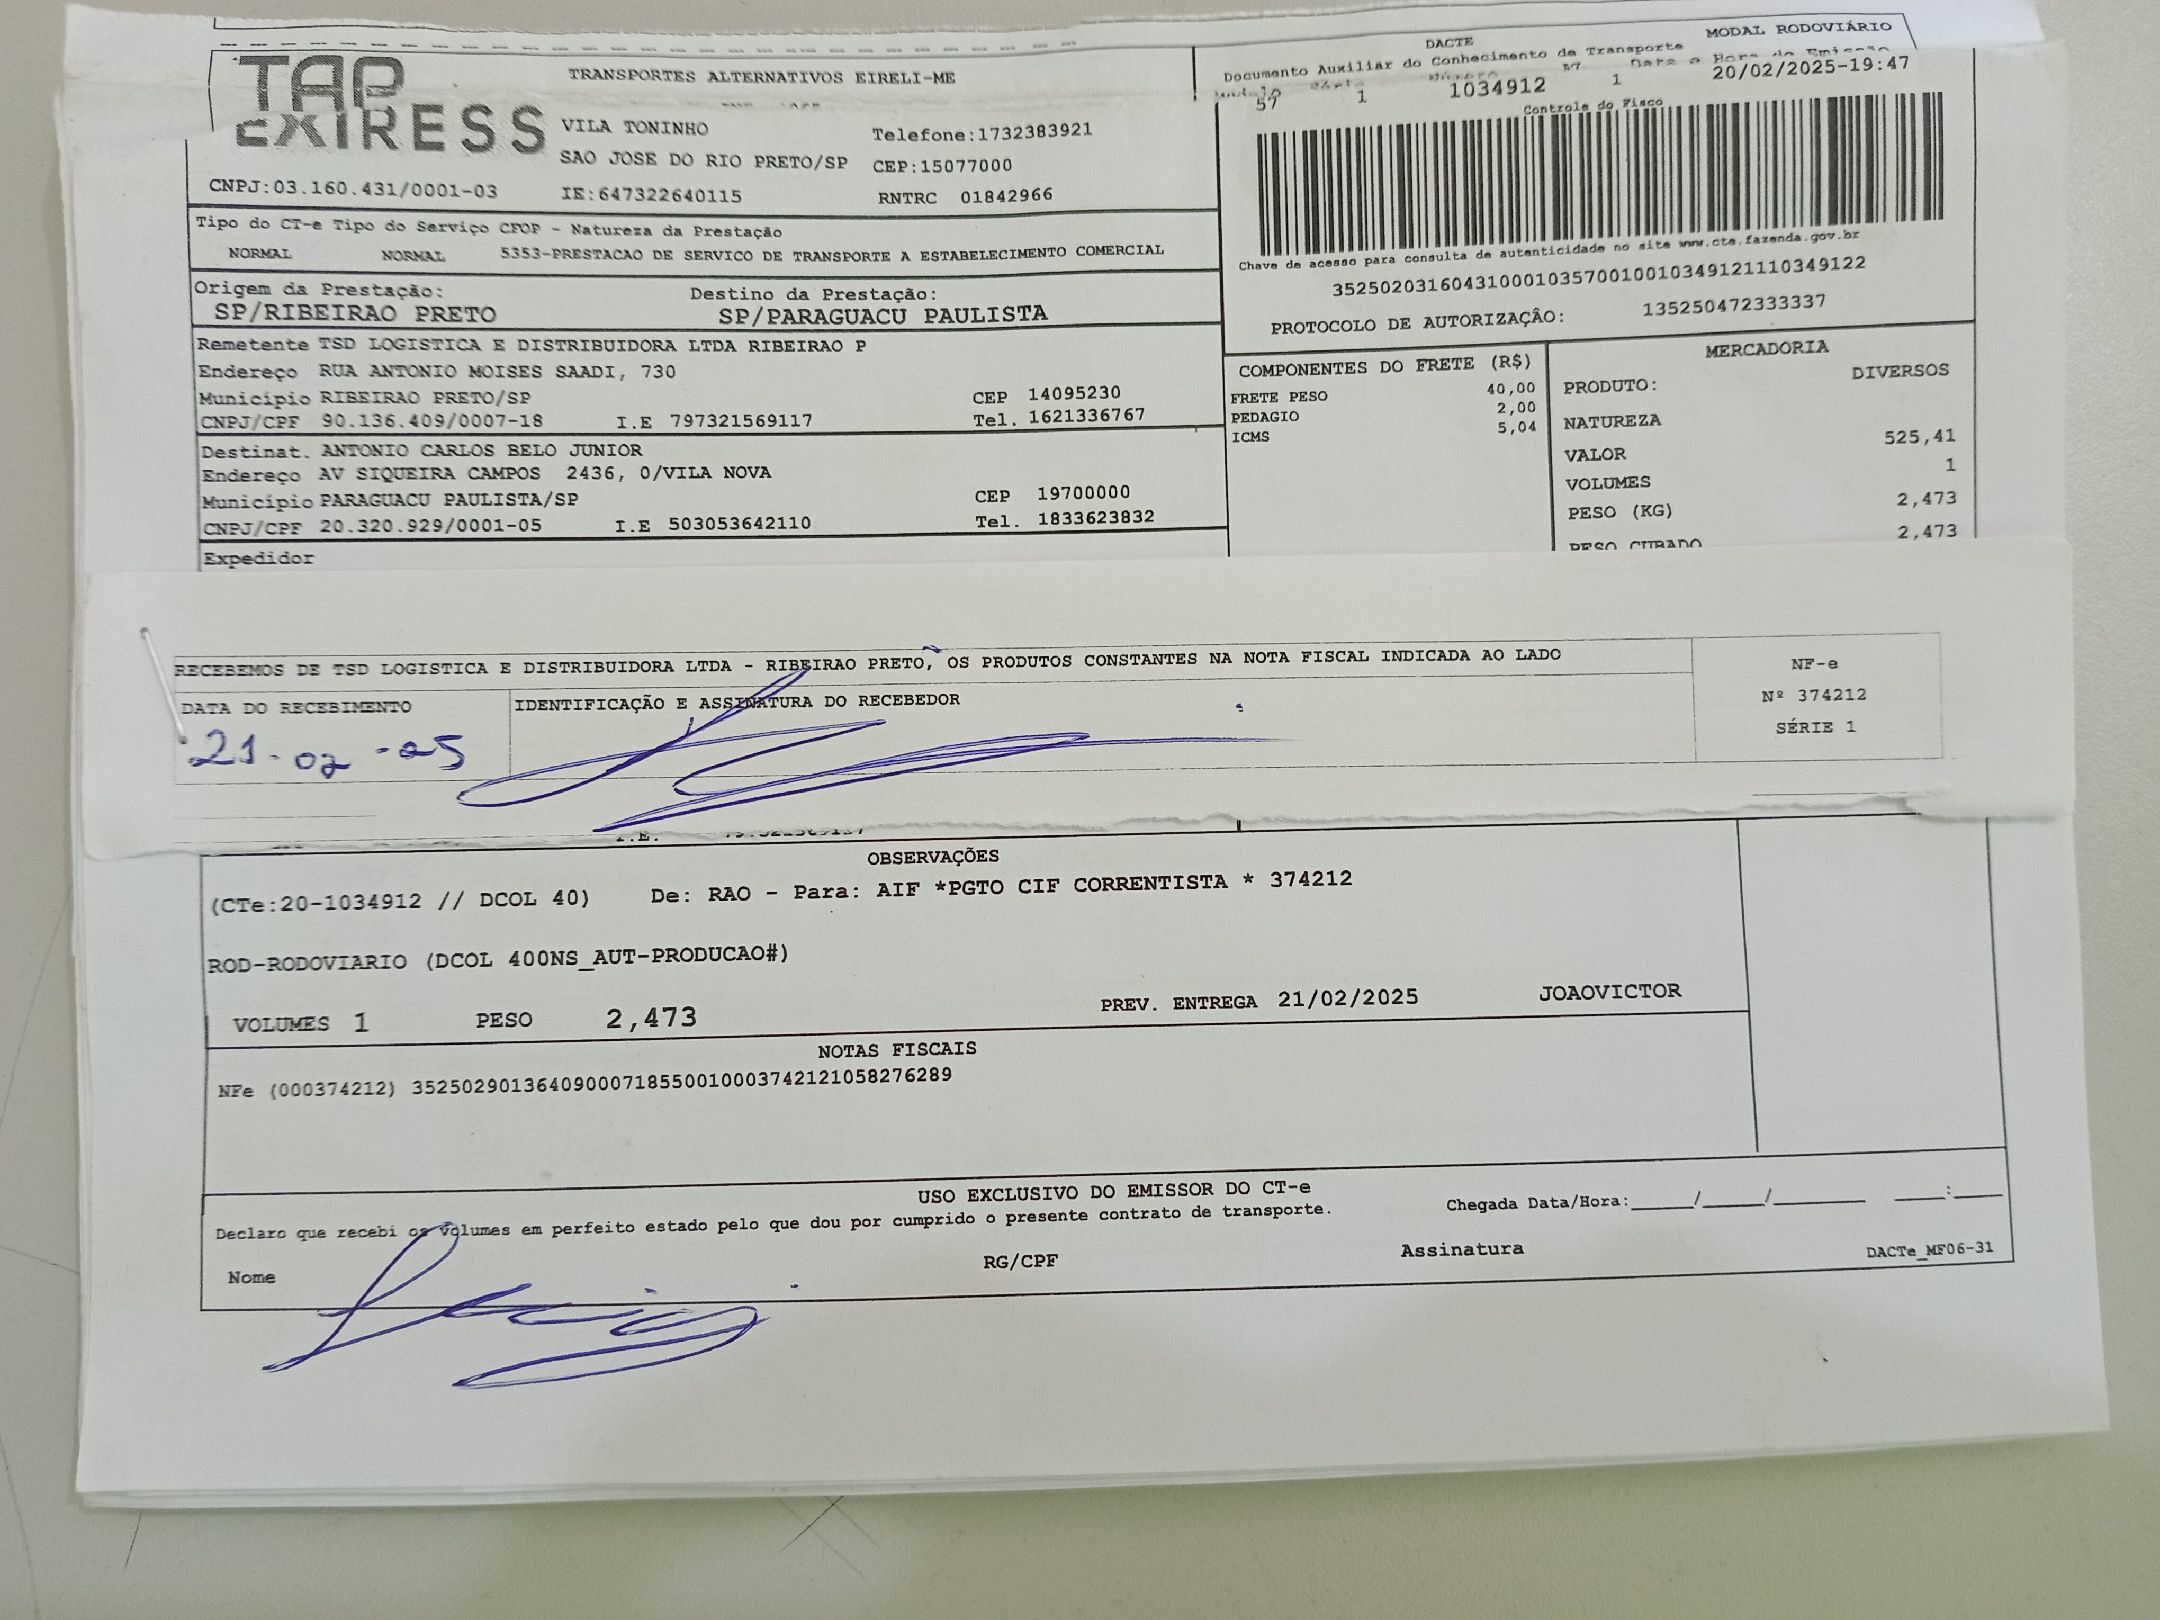 MODAL RODOVIÁRIO
DACTE
Documento Auxiliar do Conhecimento de Transporte
57 1 1034912 1 20/02/2025-19:47
Controle do Fisco
TAP
EXPRESS
TRANSPORTES ALTERNATIVOS EIRELI-ME
VILA TONINHO Telefone:1732383921
SAO JOSE DO RIO PRETO/SP CEP:15077000
CNPJ:03.160.431/0001-03 IE:647322640115 RNTRC 01842966
Tipo do CT-e Tipo do Serviço CFOP - Natureza da Prestação
NORMAL NORMAL 5353-PRESTACAO DE SERVICO DE TRANSPORTE A ESTABELECIMENTO COMERCIAL
Chave de acesso para consulta de autenticidade no site www.cte.fazenda.gov.br
35250203160431000103570010010349121110349122
PROTOCOLO DE AUTORIZAÇÃO: 135250472333337
Origem da Prestação: Destino da Prestação:
SP/RIBEIRAO PRETO SP/PARAGUACU PAULISTA
Remetente TSD LOGISTICA E DISTRIBUIDORA LTDA RIBEIRAO P
Endereço RUA ANTONIO MOISES SAADI, 730
Município RIBEIRAO PRETO/SP CEP 14095230
CNPJ/CPF 90.136.409/0007-18 I.E 797321569117 Tel. 1621336767
Destinat. ANTONIO CARLOS BELO JUNIOR
Endereço AV SIQUEIRA CAMPOS 2436, 0/VILA NOVA
Município PARAGUACU PAULISTA/SP CEP 19700000
CNPJ/CPF 20.320.929/0001-05 I.E 503053642110 Tel. 1833623832
Expedidor
COMPONENTES DO FRETE (R$)
FRETE PESO 40,00
PEDAGIO 2,00
ICMS 5,04
MERCADORIA
PRODUTO: DIVERSOS
NATUREZA
VALOR 525,41
VOLUMES 1
PESO (KG) 2,473
PESO CUBADO 2,473
RECEBEMOS DE TSD LOGISTICA E DISTRIBUIDORA LTDA - RIBEIRAO PRETO, OS PRODUTOS CONSTANTES NA NOTA FISCAL INDICADA AO LADO
DATA DO RECEBIMENTO IDENTIFICAÇÃO E ASSINATURA DO RECEBEDOR
21-02-25
NF-e
Nº 374212
SÉRIE 1
I.E.
OBSERVAÇÕES
(CTe:20-1034912 // DCOL 40) De: RAO - Para: AIF *PGTO CIF CORRENTISTA * 374212
ROD-RODOVIARIO (DCOL 400NS_AUT-PRODUCAO#)
VOLUMES 1 PESO 2,473 PREV. ENTREGA 21/02/2025 JOAOVICTOR
NOTAS FISCAIS
NFe (000374212) 35250290136409000718550010003742121058276289
USO EXCLUSIVO DO EMISSOR DO CT-e
Declaro que recebi os volumes em perfeito estado pelo que dou por cumprido o presente contrato de transporte. Chegada Data/Hora:_____/_____/_______ ____:____
Nome RG/CPF Assinatura DACTe_MF06-31